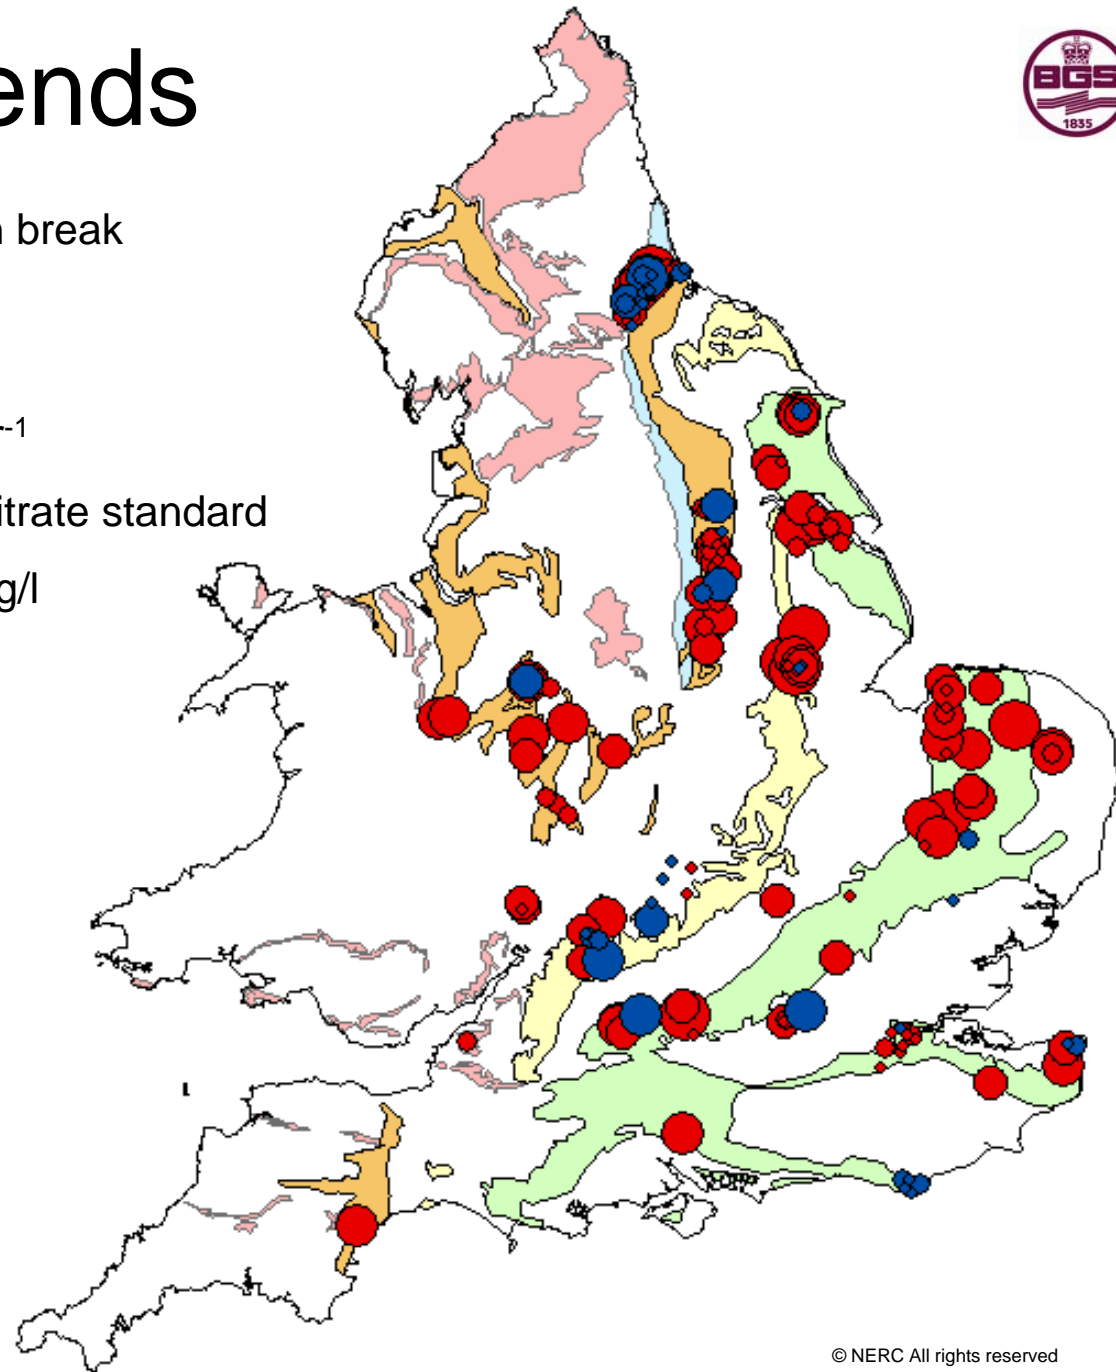 ends
break
-1
itrate standard
g/l
BGS
1835
© NERC All rights reserved